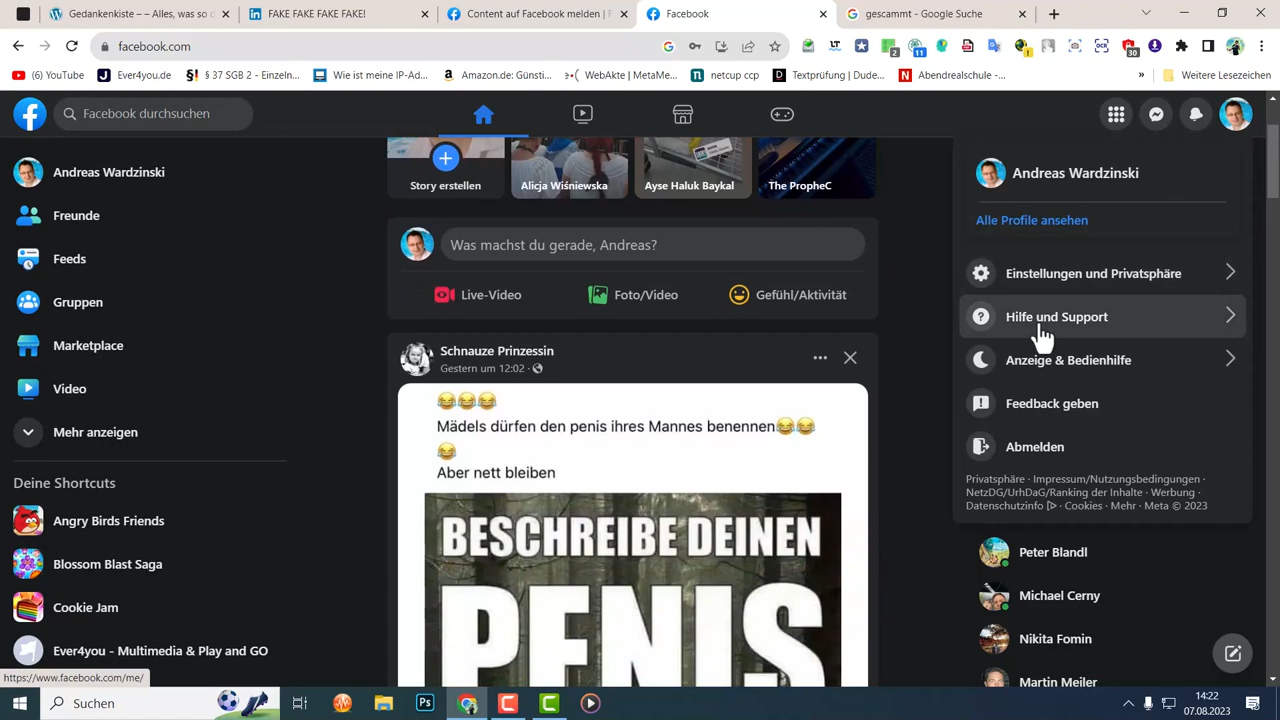 Gedankenkiste – – Alles, was so c
FAKE FAKE FAKE FAKE!
Content auf Facebook melden | F
Facebook
gescammt - Google Suche
facebook.com
2
11
30
(6) YouTube
Ever4you.de
§ 37 SGB 2 - Einzeln...
Wie ist meine IP-Ad...
Amazon.de: Günsti...
WebAkte | MetaMe...
netcup ccp
Textprüfung | Dude...
Abendrealschule -...
»
Weitere Lesezeichen
Facebook durchsuchen
Andreas Wardzinski
Freunde
Feeds
Gruppen
Marketplace
Video
Mehr anzeigen
Deine Shortcuts
Angry Birds Friends
Blossom Blast Saga
Cookie Jam
Ever4you - Multimedia & Play and GO
https://www.facebook.com/me/
Story erstellen
Alicja Wiśniewska
Ayse Haluk Baykal
The PropheC
Was machst du gerade, Andreas?
Live-Video
Foto/Video
Gefühl/Aktivität
Schnauze Prinzessin
Gestern um 12:02 ·
😂😂😂
Mädels dürfen den penis ihres Mannes benennen😂😂
😂
Aber nett bleiben
BESCHREIBE DEINEN
PENIS
Andreas Wardzinski
Alle Profile ansehen
Einstellungen und Privatsphäre
Hilfe und Support
Anzeige & Bedienhilfe
Feedback geben
Abmelden
Privatsphäre · Impressum/Nutzungsbedingungen ·
NetzDG/UrhDaG/Ranking der Inhalte · Werbung ·
Datenschutzinfo · Cookies · Mehr · Meta © 2023
Peter Blandl
Michael Cerny
Nikita Fomin
Martin Meiler
Suchen
14:22
07.08.2023